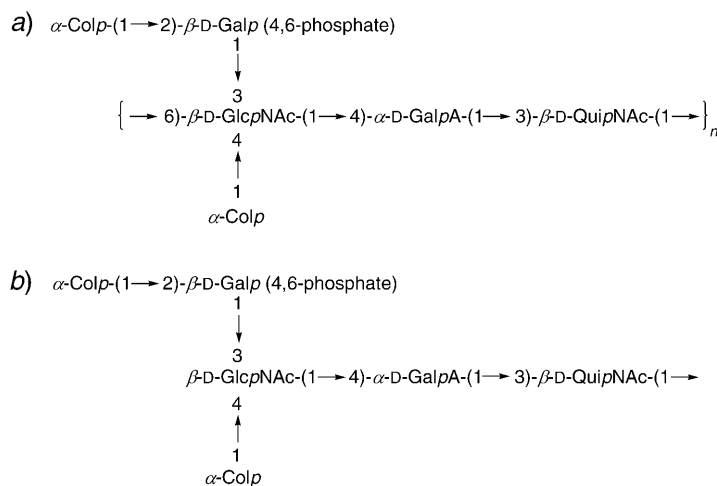 a) α-Colp-(1→2)-β-D-Galp (4,6-phosphate)
1
3
{→6)-β-D-GlcpNAc-(1→4)-α-D-GalpA-(1→3)-β-D-QuipNAc-(1→}n
4
1
α-Colp
b) α-Colp-(1→2)-β-D-Galp (4,6-phosphate)
1
3
β-D-GlcpNAc-(1→4)-α-D-GalpA-(1→3)-β-D-QuipNAc-(1→
4
1
α-Colp